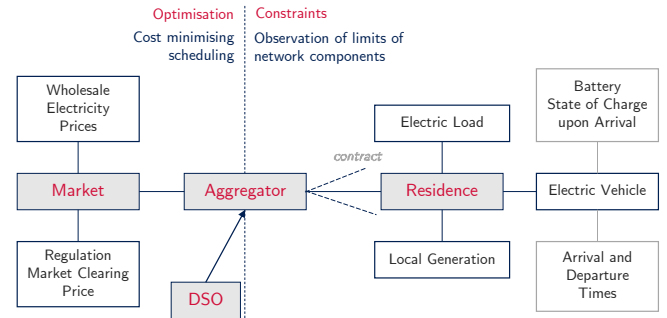 Optimisation
Constraints
Cost minimising
scheduling
Observation of limits of
network components
Wholesale
Electricity
Prices
Battery
State of Charge
upon Arrival
Electric Load
contract
Market
Aggregator
Residence
Electric Vehicle
Regulation
Market Clearing
Price
Local Generation
Arrival and
Departure
Times
DSO